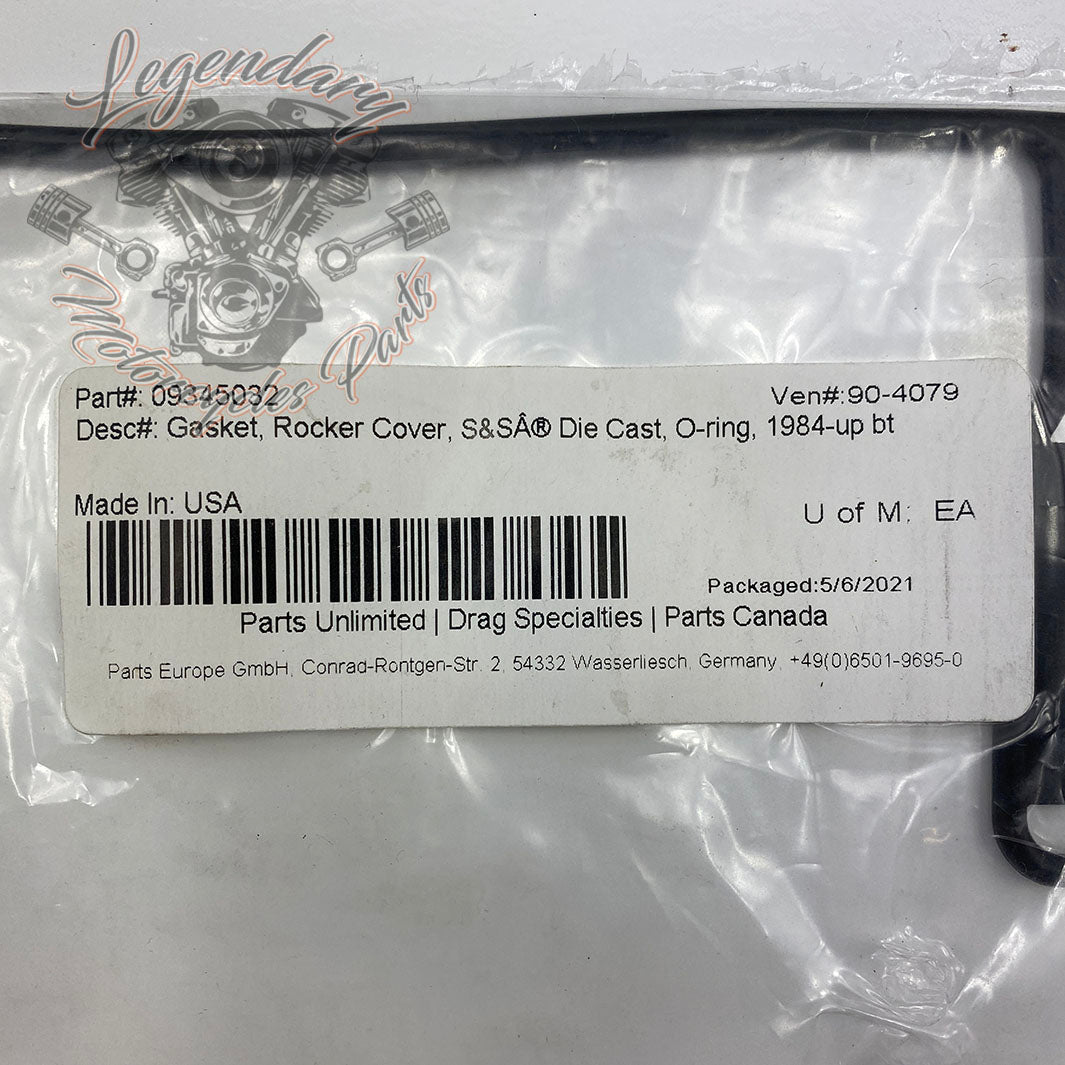 Legendary
Motorcycles Parts
Part#: 09345032 Ven#:90-4079
Desc#: Gasket, Rocker Cover, S&SÂ® Die Cast, O-ring, 1984-up bt
Made In: USA
U of M: EA
Packaged:5/6/2021
Parts Unlimited | Drag Specialties | Parts Canada
Parts Europe GmbH, Conrad-Rontgen-Str. 2, 54332 Wasserliesch, Germany, +49(0)6501-9695-0